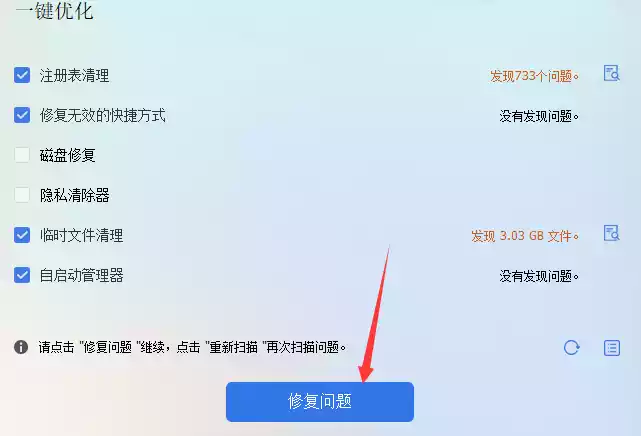 一键优化
注册表清理 发现733个问题。
修复无效的快捷方式 没有发现问题。
磁盘修复
隐私清除器
临时文件清理 发现 3.03 GB 文件。
自启动管理器 没有发现问题。
请点击 "修复问题 "继续，点击 "重新扫描 "再次扫描问题。
修复问题